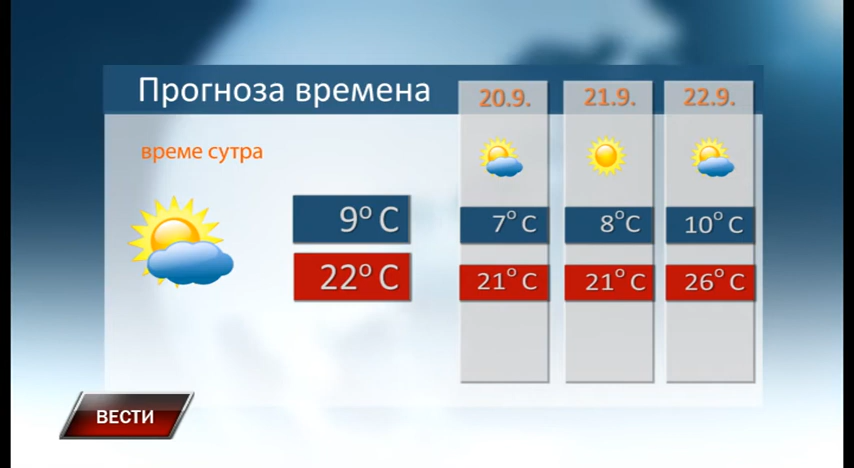 Прогноза времена
време сутра
9° C
22° C
20.9.
7° C
21° C
21.9.
8°C
21° C
22.9.
10° C
26° C
ВЕСТИ